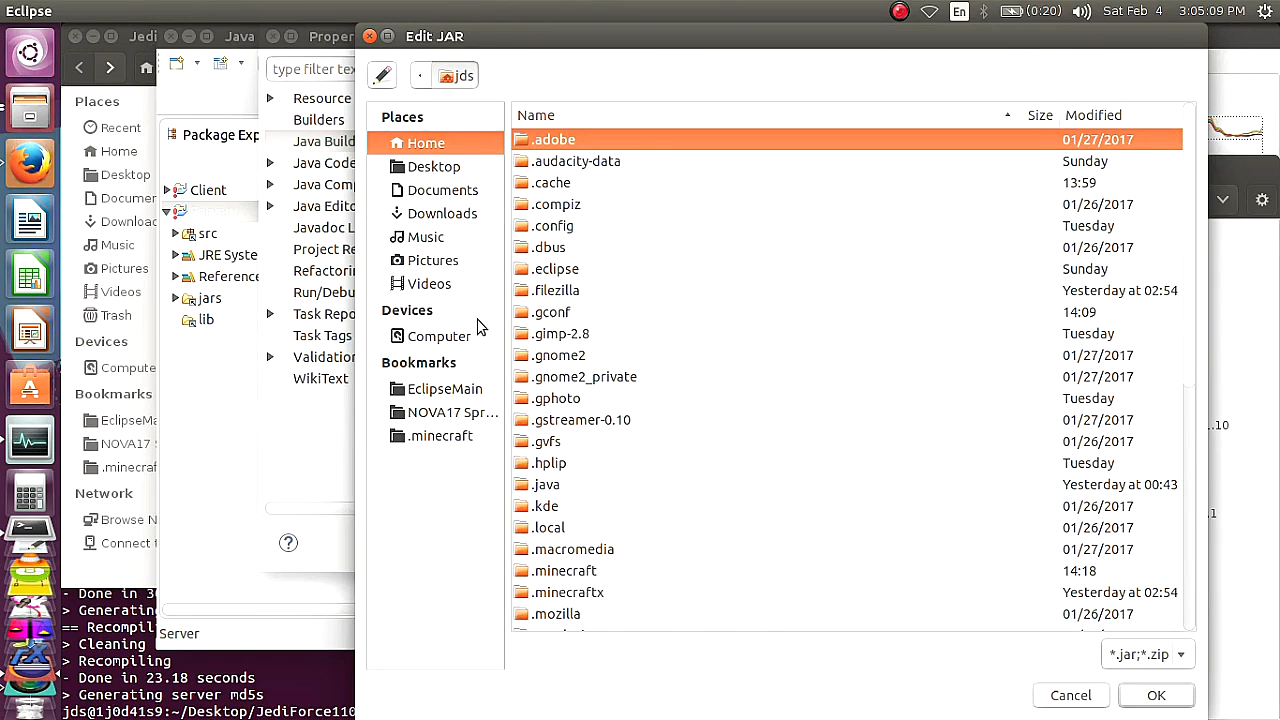 Eclipse
En
(0:20)
Sat Feb 4
3:05:09 PM
Jedi
Java
Proper
Edit JAR
type filter tex
jds
Places
Recent
Home
Desktop
Documen
Downloac
Music
Pictures
Videos
Trash
Devices
Compute
Bookmarks
EclipseMa
NOVA17 S
.minecraf
Network
Browse N
Connect t
Package Exp
Client
src
JRE Syste
Reference
jars
lib
Server
Resource
Builders
Java Build
Java Code
Java Comp
Java Edito
Javadoc L
Project Re
Refactorin
Run/Debu
Task Repo
Task Tags
Validation
WikiText
Places
Home
Desktop
Documents
Downloads
Music
Pictures
Videos
Devices
Computer
Bookmarks
EclipseMain
NOVA17 Spr...
.minecraft
Name Size Modified
.adobe 01/27/2017
.audacity-data Sunday
.cache 13:59
.compiz 01/26/2017
.config Tuesday
.dbus 01/26/2017
.eclipse Sunday
.filezilla Yesterday at 02:54
.gconf 14:09
.gimp-2.8 Tuesday
.gnome2 01/27/2017
.gnome2_private 01/27/2017
.gphoto Tuesday
.gstreamer-0.10 01/27/2017
.gvfs 01/26/2017
.hplip Tuesday
.java Yesterday at 00:43
.kde 01/26/2017
.local 01/26/2017
.macromedia 01/27/2017
.minecraft 14:18
.minecraftx Yesterday at 02:54
.mozilla 01/26/2017
*.jar;*.zip
Cancel
OK
.10
.1
- Done in 30
> Generating
== Recompil
> Cleaning
> Recompiling
- Done in 23.18 seconds
> Generating server md5s
jds@1j0d41s9:~/Desktop/JediForce110